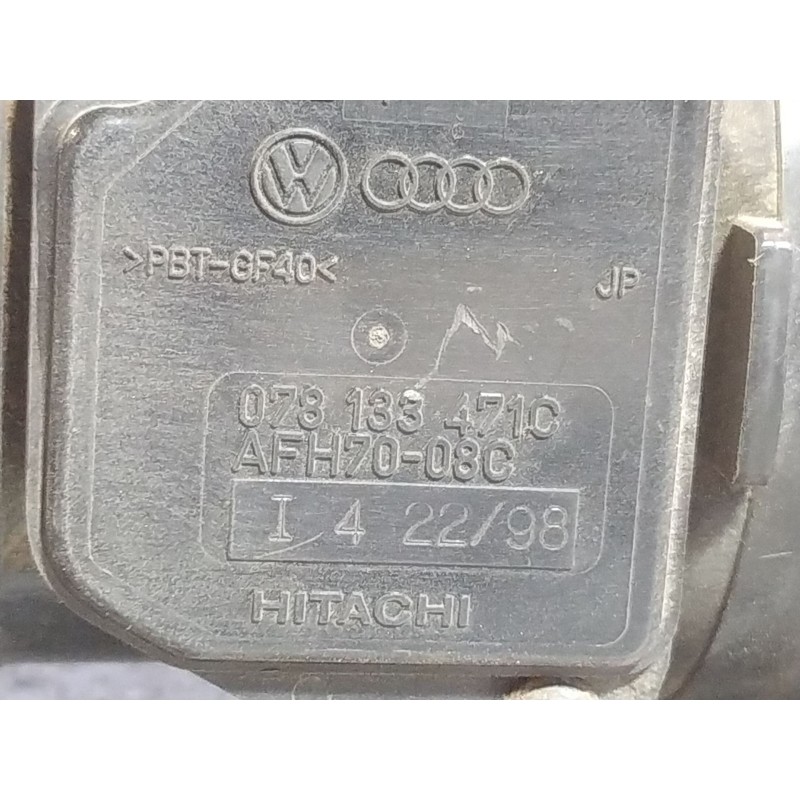 >PBT-GF40< JP
078 133 471C
AFH70-08C
I 4 22/98
HITACHI